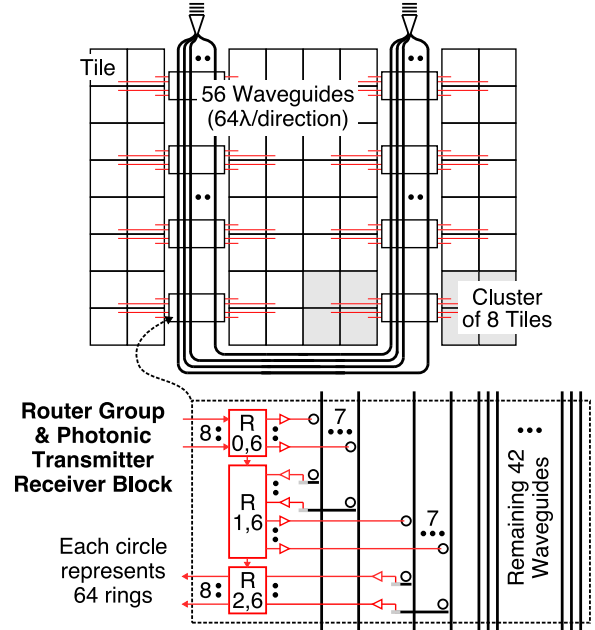 Tile
56 Waveguides
(64λ/direction)
Cluster
of 8 Tiles
Router Group
& Photonic
Transmitter
Receiver Block
8
R
0,6
7
R
1,6
7
Remaining 42
Waveguides
Each circle
represents
64 rings
8
R
2,6